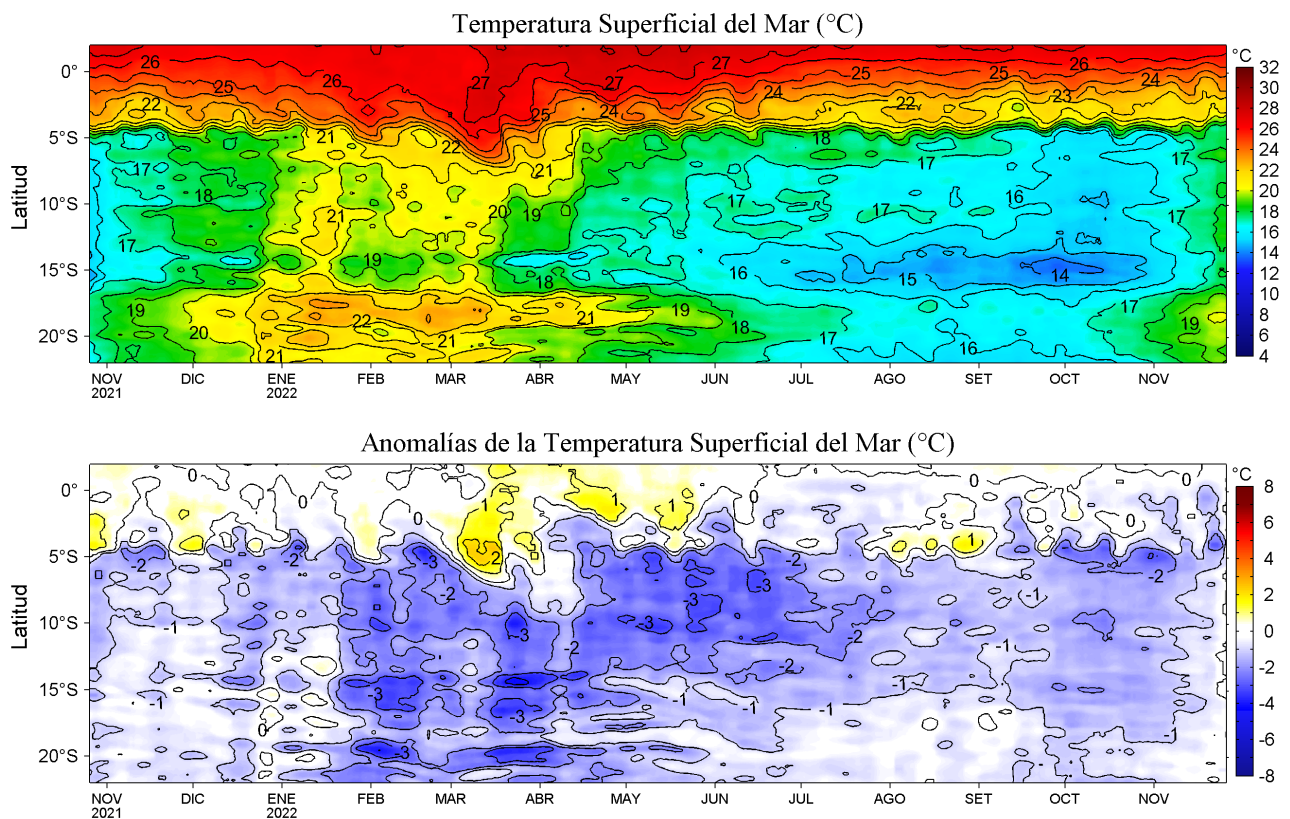 Temperatura Superficial del Mar (°C)
°C
26 26 27 27 27 26
25 25 25 25
22 24 24 22 23 24
0°
5°S
10°S
15°S
20°S
Latitud
21 22 21 18
17 17 17
18 21 20 19 17 17 16 17
17 19 16 15 14
18
19 22 21 19 18 17 17 19
20 21 21 16
32
30
28
26
24
22
20
18
16
14
12
10
8
6
4
NOV DIC ENE FEB MAR ABR MAY JUN JUL AGO SET OCT NOV
2021 2022
Anomalías de la Temperatura Superficial del Mar (°C)
°C
0 0 0 0 1 1 1 0 0
-2 -2 -3 2 1 -2
-2 -3 -3 -1
-1 -3 -3 -2
-2 -2 -1
-1 -3 -3 -1 -1 -1 -1
0 -3 -1
0°
5°S
10°S
15°S
20°S
Latitud
8
6
4
2
0
-2
-4
-6
-8
NOV DIC ENE FEB MAR ABR MAY JUN JUL AGO SET OCT NOV
2021 2022